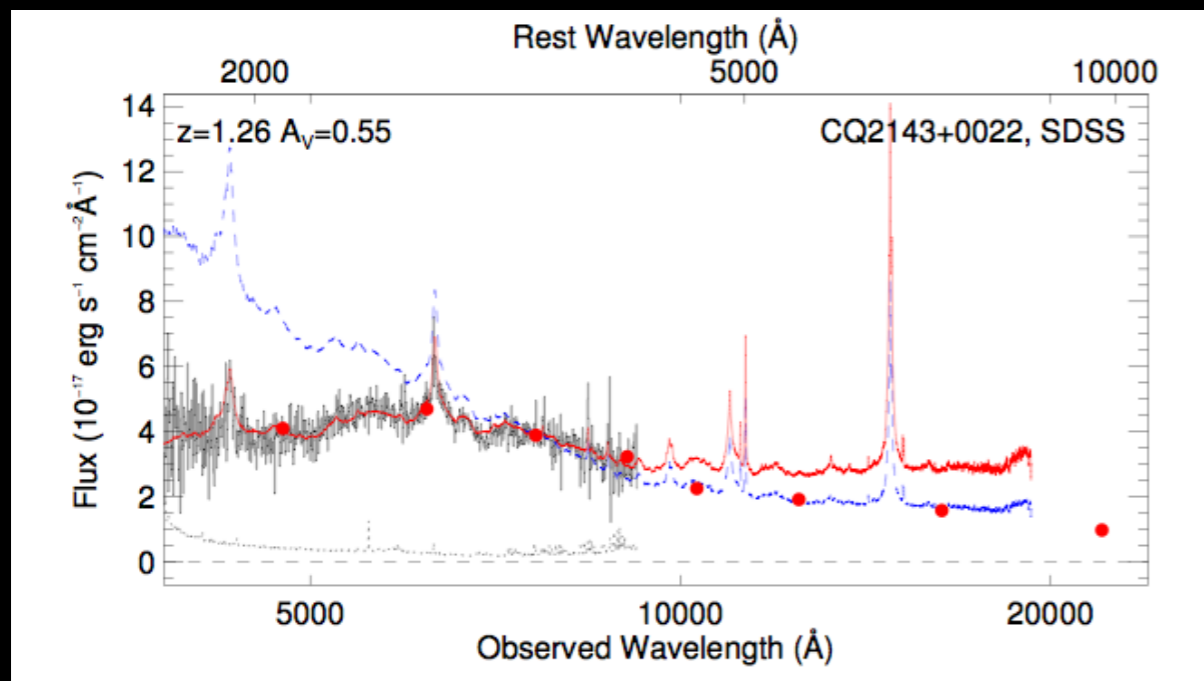 Rest Wavelength (Å)
2000 5000 10000
z=1.26 A_V=0.55 CQ2143+0022, SDSS
Flux (10⁻¹⁷ erg s⁻¹ cm⁻²Å⁻¹)
14
12
10
8
6
4
2
0
5000 10000 20000
Observed Wavelength (Å)